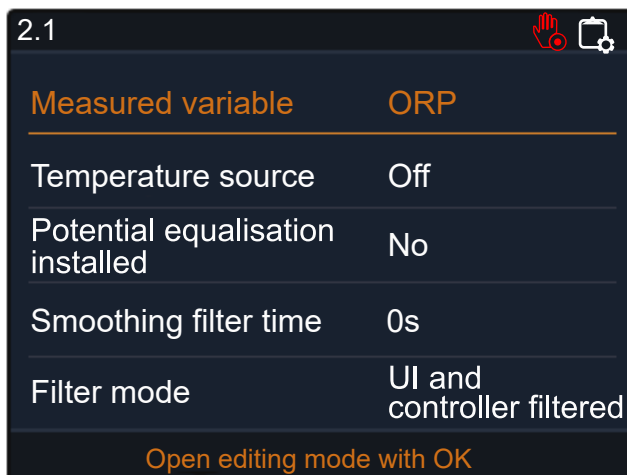 2.1
Measured variable ORP
Temperature source Off
Potential equalisation
installed No
Smoothing filter time 0s
Filter mode UI and
controller filtered
Open editing mode with OK